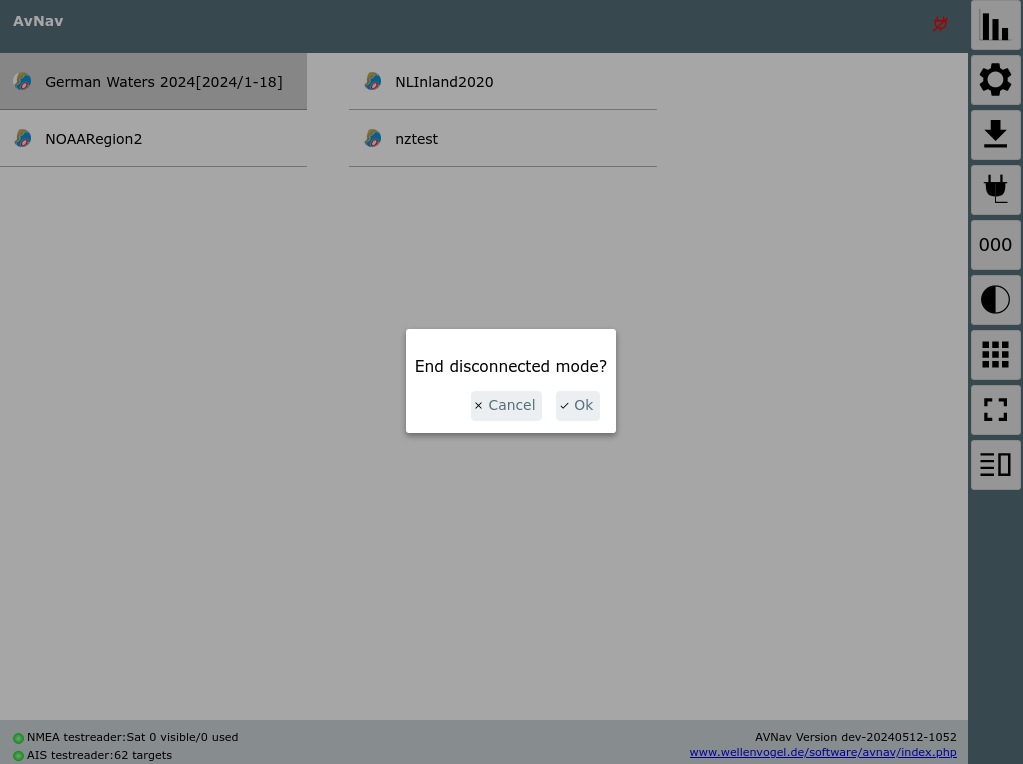 AvNav
German Waters 2024[2024/1-18]
NLInland2020
NOAARegion2
nztest
000
End disconnected mode?
Cancel
Ok
NMEA testreader:Sat 0 visible/0 used
AIS testreader:62 targets
AVNav Version dev-20240512-1052
www.wellenvogel.de/software/avnav/index.php